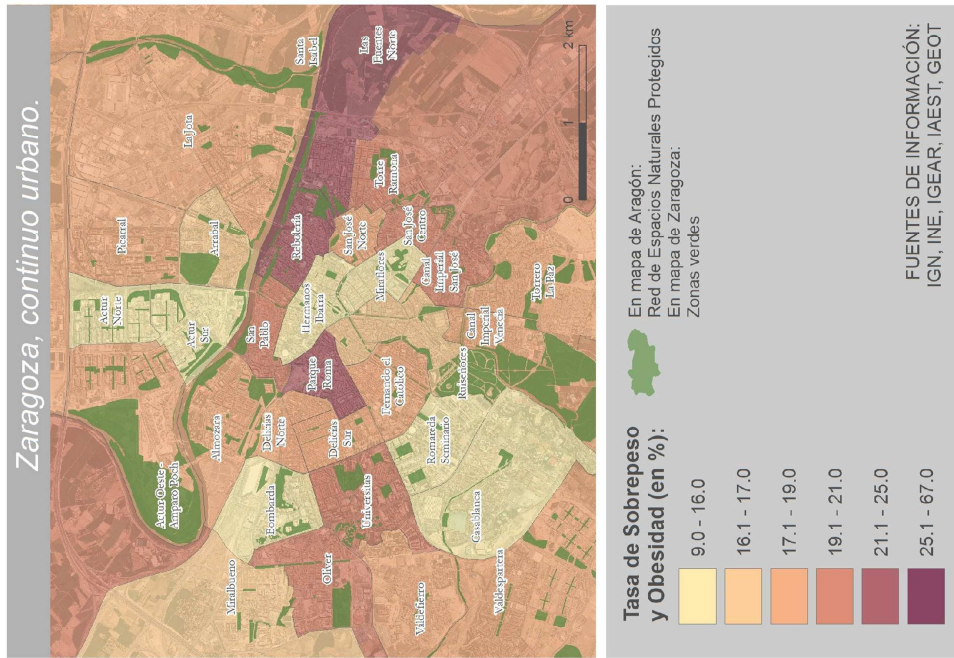 Zaragoza, continuo urbano.
Actur Oeste -
Amparo Poch
Actur
Norte
Picarral
La Jota
Santa
Isabel
Actur
Sur
Arrabal
Las
Fuentes
Norte
Miralbueno
Almozara
San
Pablo
Rebolería
Bombarda
Delicias
Norte
Hermanos
Ibarra
San José
Norte
Torre
Ramona
Parque
Roma
Miraflores
San José
Centro
Oliver
Universitas
Delicias
Sur
Fernando el
Católico
Canal
Imperial
San José
Valdefierro
Romareda
Seminario
Ruiseñores
Canal
Imperial
Venecia
Torrero
La Paz
Casablanca
Valdespartera
0
1
2 km
Tasa de Sobrepeso
y Obesidad (en %):
9.0 - 16.0
16.1 - 17.0
17.1 - 19.0
19.1 - 21.0
21.1 - 25.0
25.1 - 67.0
En mapa de Aragón:
Red de Espacios Naturales Protegidos
En mapa de Zaragoza:
Zonas verdes
FUENTES DE INFORMACIÓN:
IGN, INE, IGEAR, IAEST, GEOT